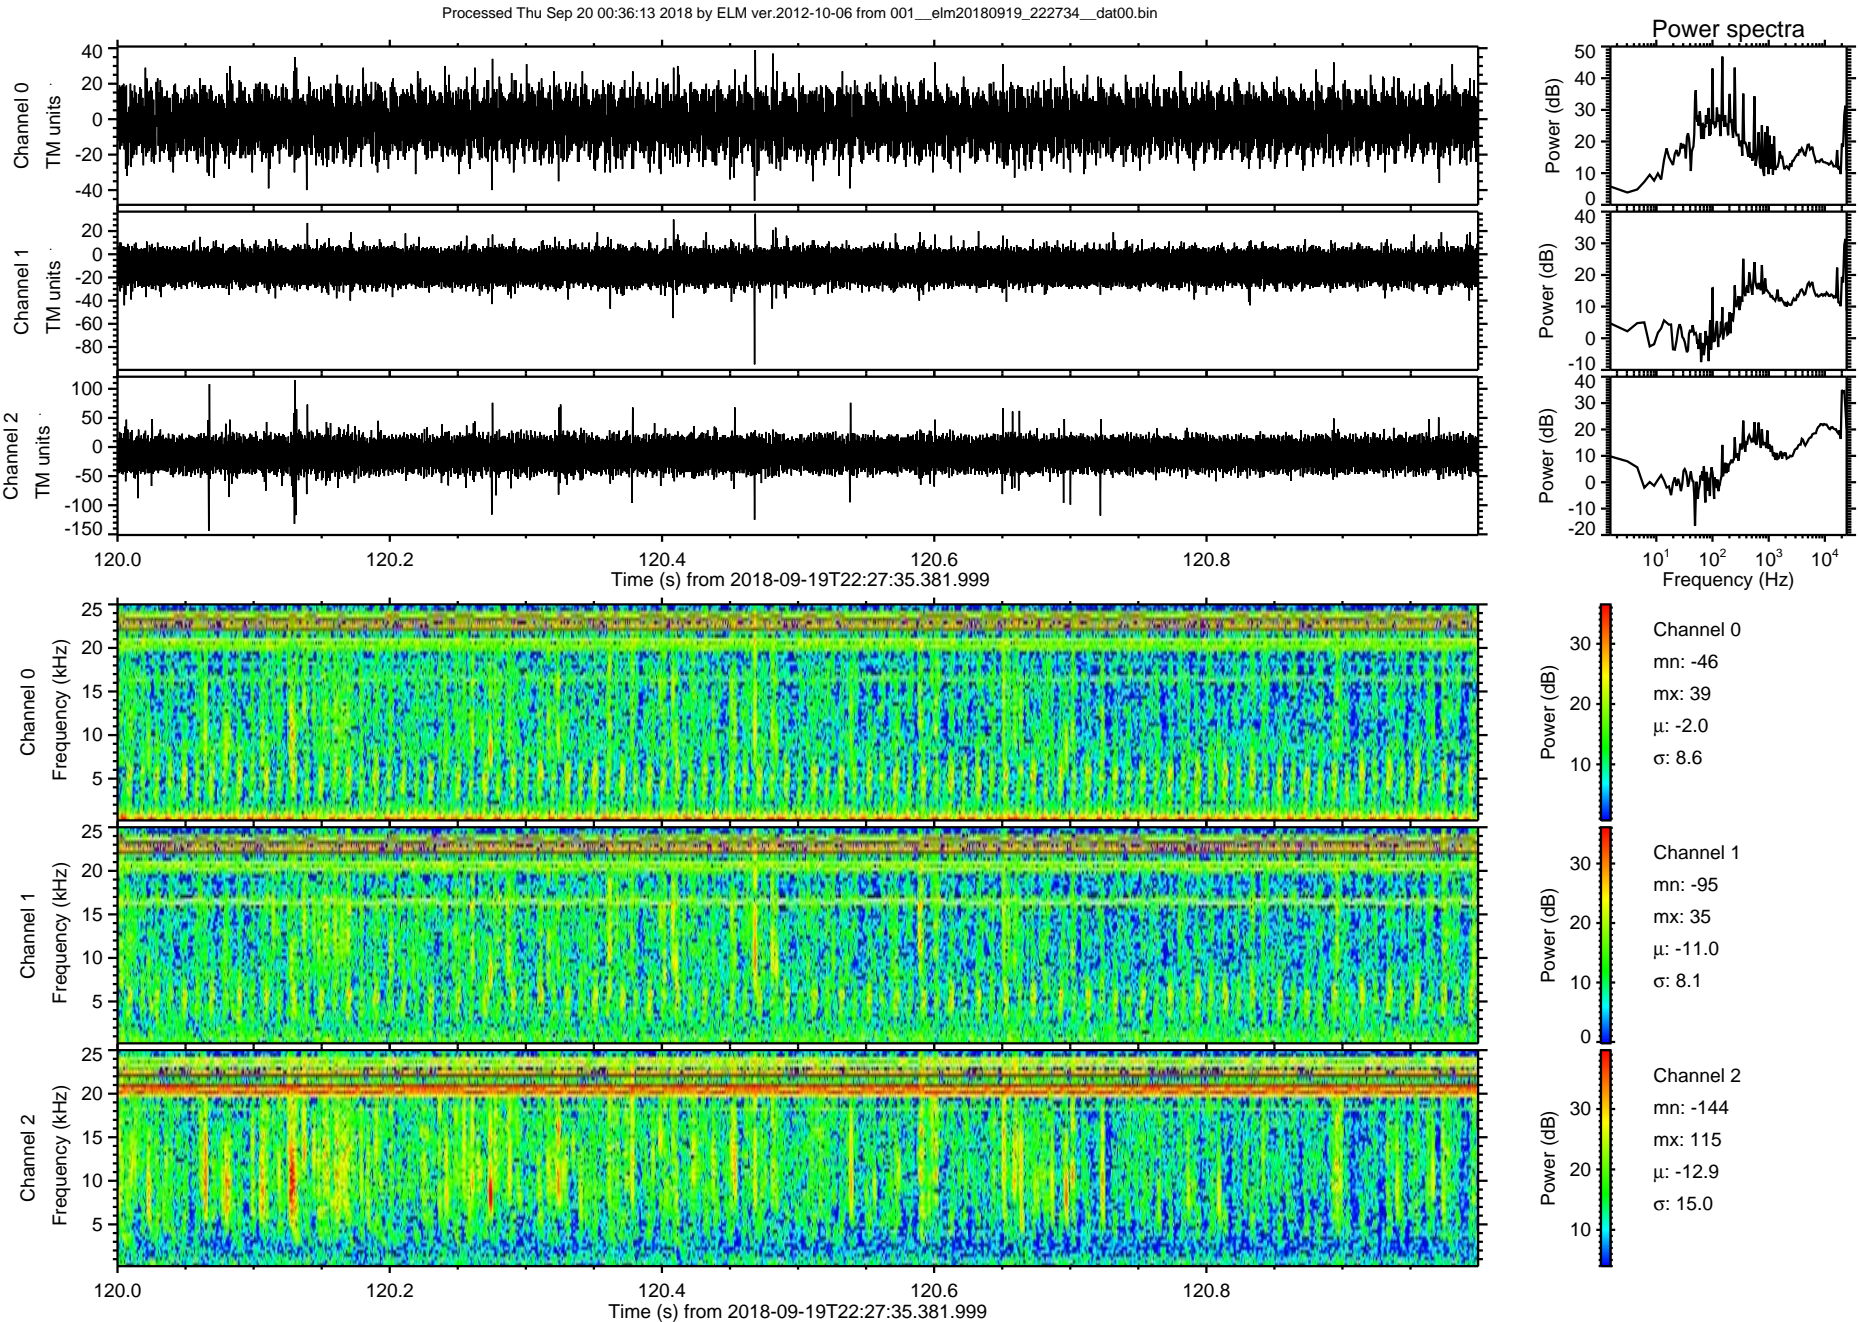 Processed Thu Sep 20 00:36:13 2018 by ELM ver.2012-10-06 from 001__elm20180919_222734__dat00.bin
Power spectra
Channel 0
TM units
40
20
0
-20
-40
Power (dB)
50
40
30
20
10
0
Channel 1
TM units
20
0
-20
-40
-60
-80
Power (dB)
40
30
20
10
0
-10
Channel 2
TM units
100
50
0
-50
-100
-150
Power (dB)
40
30
20
10
0
-10
-20
120.0 120.2 120.4 120.6 120.8
Time (s) from 2018-09-19T22:27:35.381.999
10¹ 10² 10³ 10⁴
Frequency (Hz)
Channel 0
Frequency (kHz)
25
20
15
10
5
Power (dB)
30
20
10
Channel 0
mn: -46
mx: 39
μ: -2.0
σ: 8.6
Channel 1
Frequency (kHz)
25
20
15
10
5
Power (dB)
30
20
10
0
Channel 1
mn: -95
mx: 35
μ: -11.0
σ: 8.1
Channel 2
Frequency (kHz)
25
20
15
10
5
Power (dB)
30
20
10
Channel 2
mn: -144
mx: 115
μ: -12.9
σ: 15.0
120.0 120.2 120.4 120.6 120.8
Time (s) from 2018-09-19T22:27:35.381.999